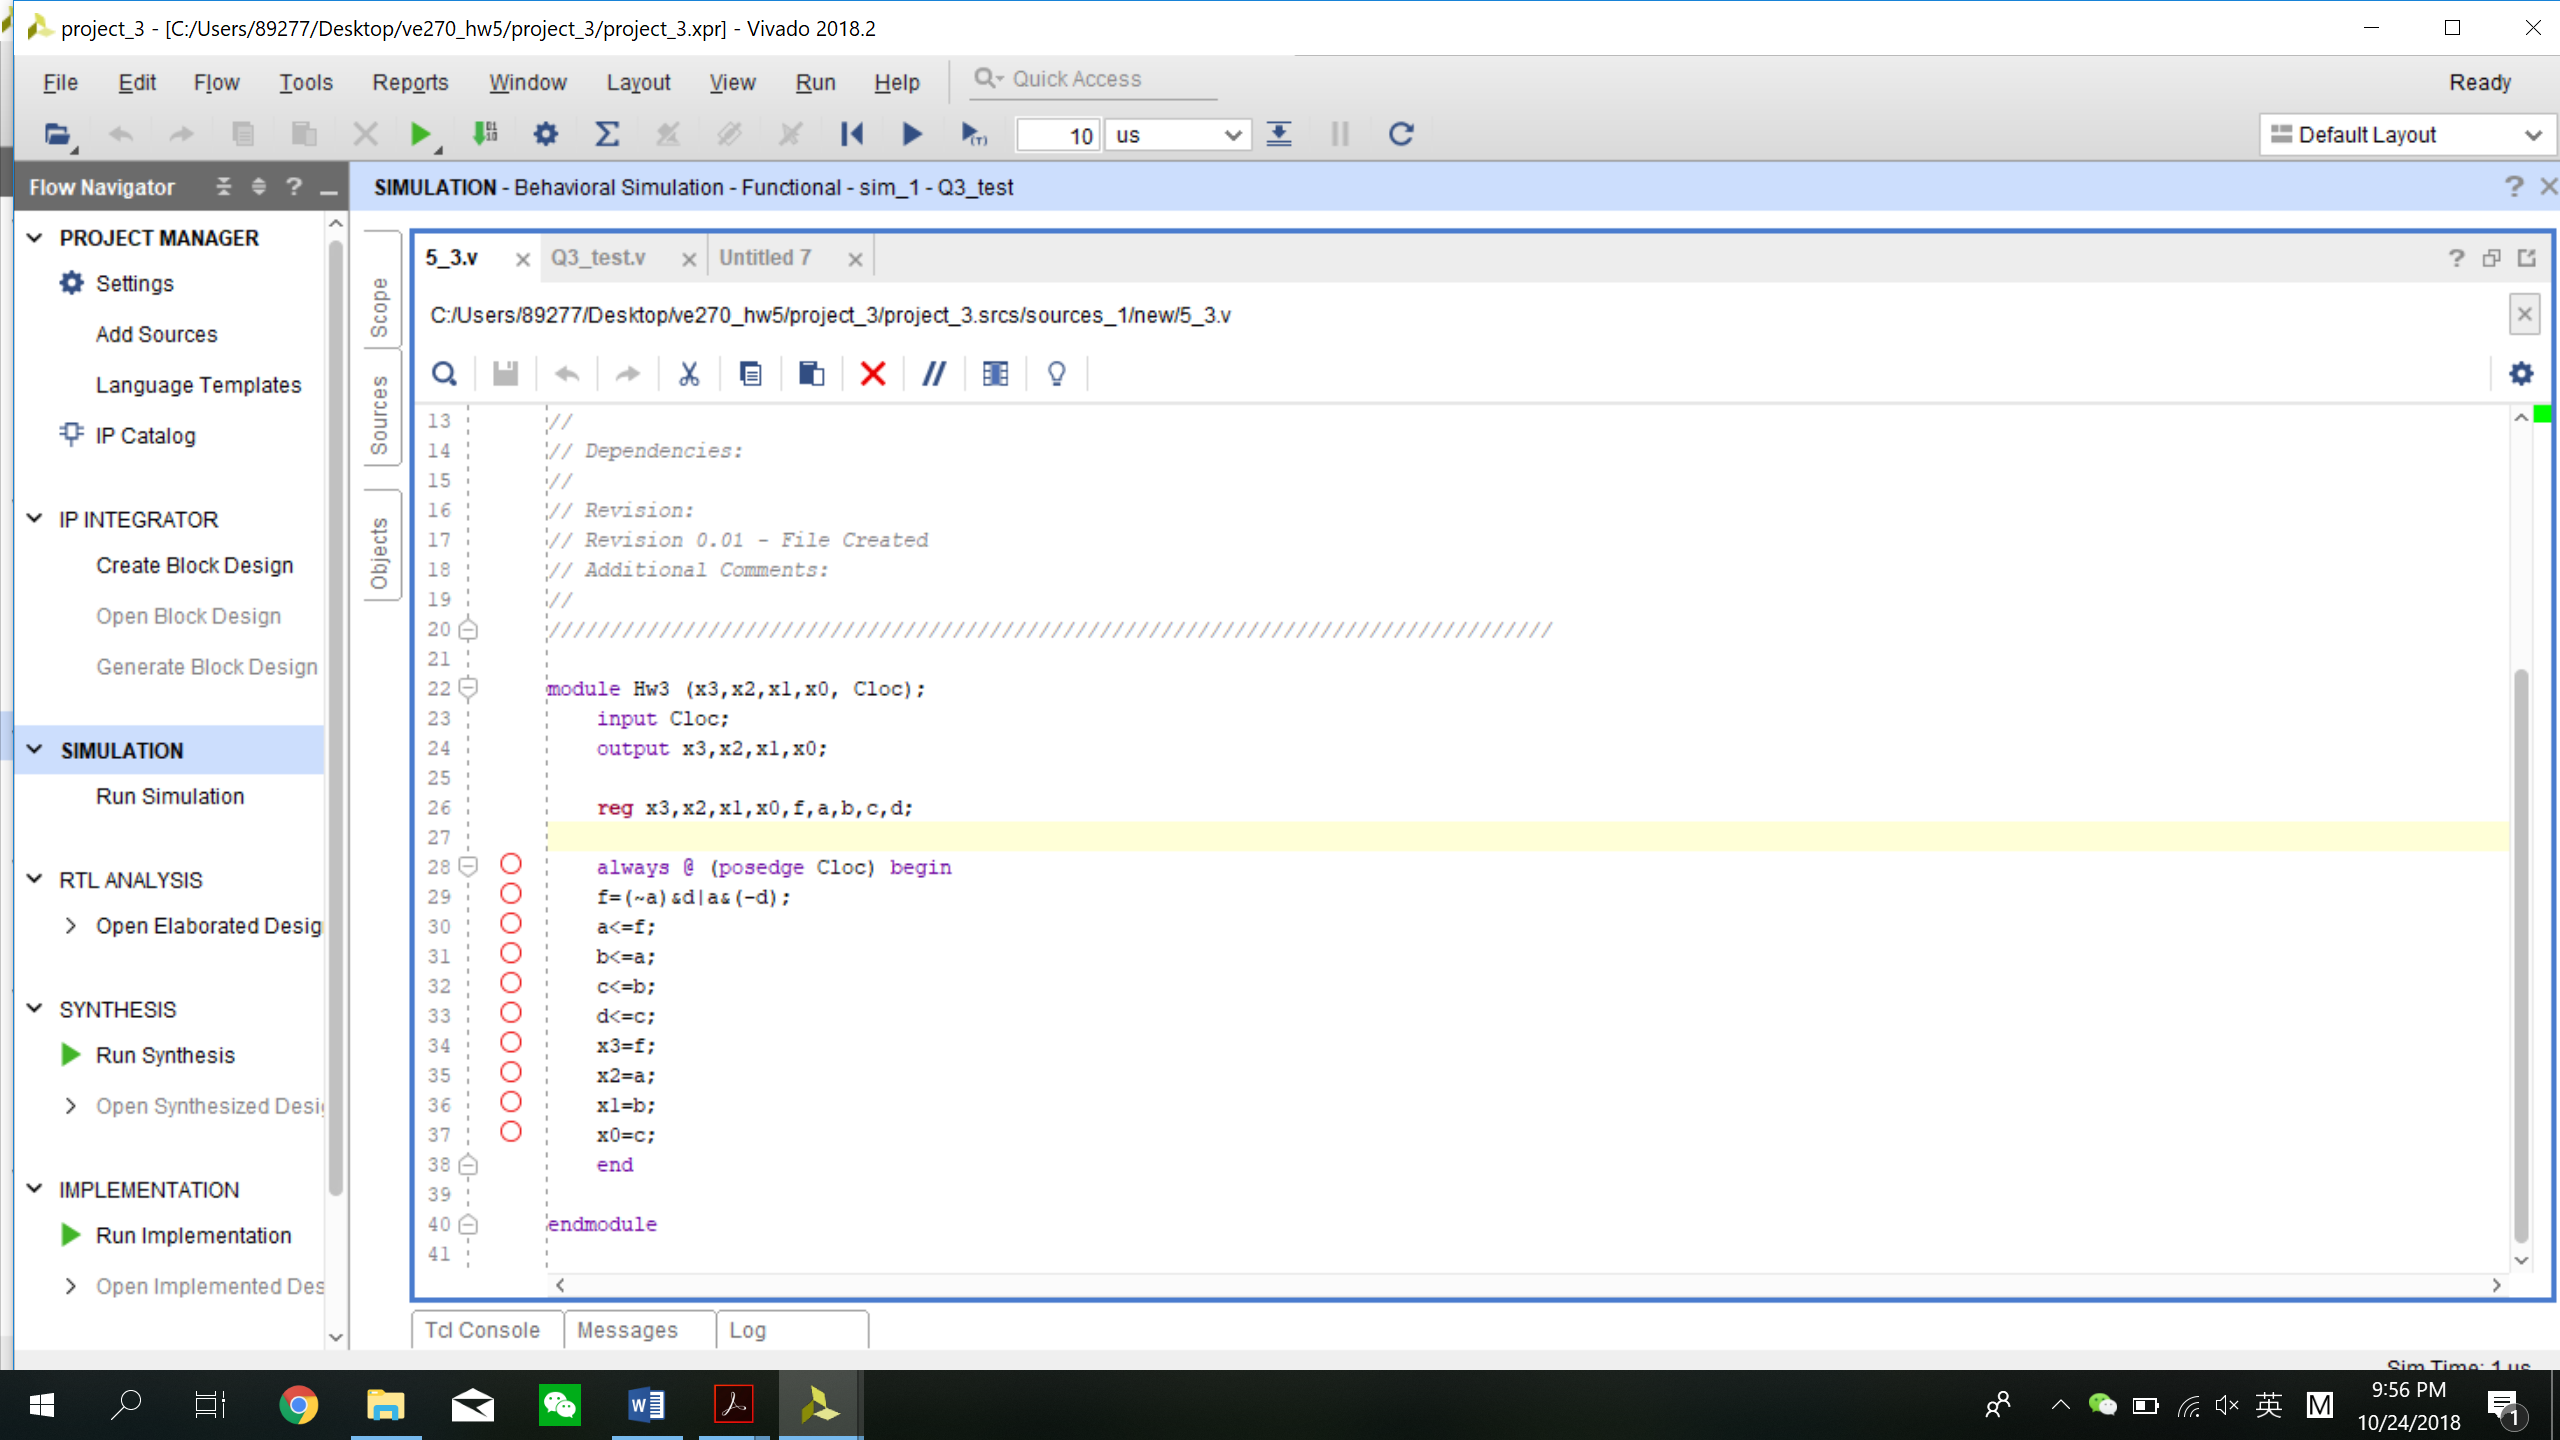 project_3 - [C:/Users/89277/Desktop/ve270_hw5/project_3/project_3.xpr] - Vivado 2018.2
File Edit Flow Tools Reports Window Layout View Run Help Quick Access Ready
10 us Default Layout
Flow Navigator
SIMULATION - Behavioral Simulation - Functional - sim_1 - Q3_test
PROJECT MANAGER
Settings
Add Sources
Language Templates
IP Catalog
IP INTEGRATOR
Create Block Design
Open Block Design
Generate Block Design
SIMULATION
Run Simulation
RTL ANALYSIS
Open Elaborated Desig
SYNTHESIS
Run Synthesis
Open Synthesized Desi
IMPLEMENTATION
Run Implementation
Open Implemented Des
Scope
Sources
Objects
5_3.v Q3_test.v Untitled 7
C:/Users/89277/Desktop/ve270_hw5/project_3/project_3.srcs/sources_1/new/5_3.v
13 //
14 // Dependencies:
15 //
16 // Revision:
17 // Revision 0.01 - File Created
18 // Additional Comments:
19 //
20 //////////////////////////////////////////////////////////////////////////////////
21
22 module Hw3 (x3,x2,x1,x0, Cloc);
23 input Cloc;
24 output x3,x2,x1,x0;
25
26 reg x3,x2,x1,x0,f,a,b,c,d;
27
28 always @ (posedge Cloc) begin
29 f=(~a)&d|a&(~d);
30 a<=f;
31 b<=a;
32 c<=b;
33 d<=c;
34 x3=f;
35 x2=a;
36 x1=b;
37 x0=c;
38 end
39
40 endmodule
41
Tcl Console Messages Log
Sim Time: 1 us
英 M
9:56 PM
10/24/2018
1